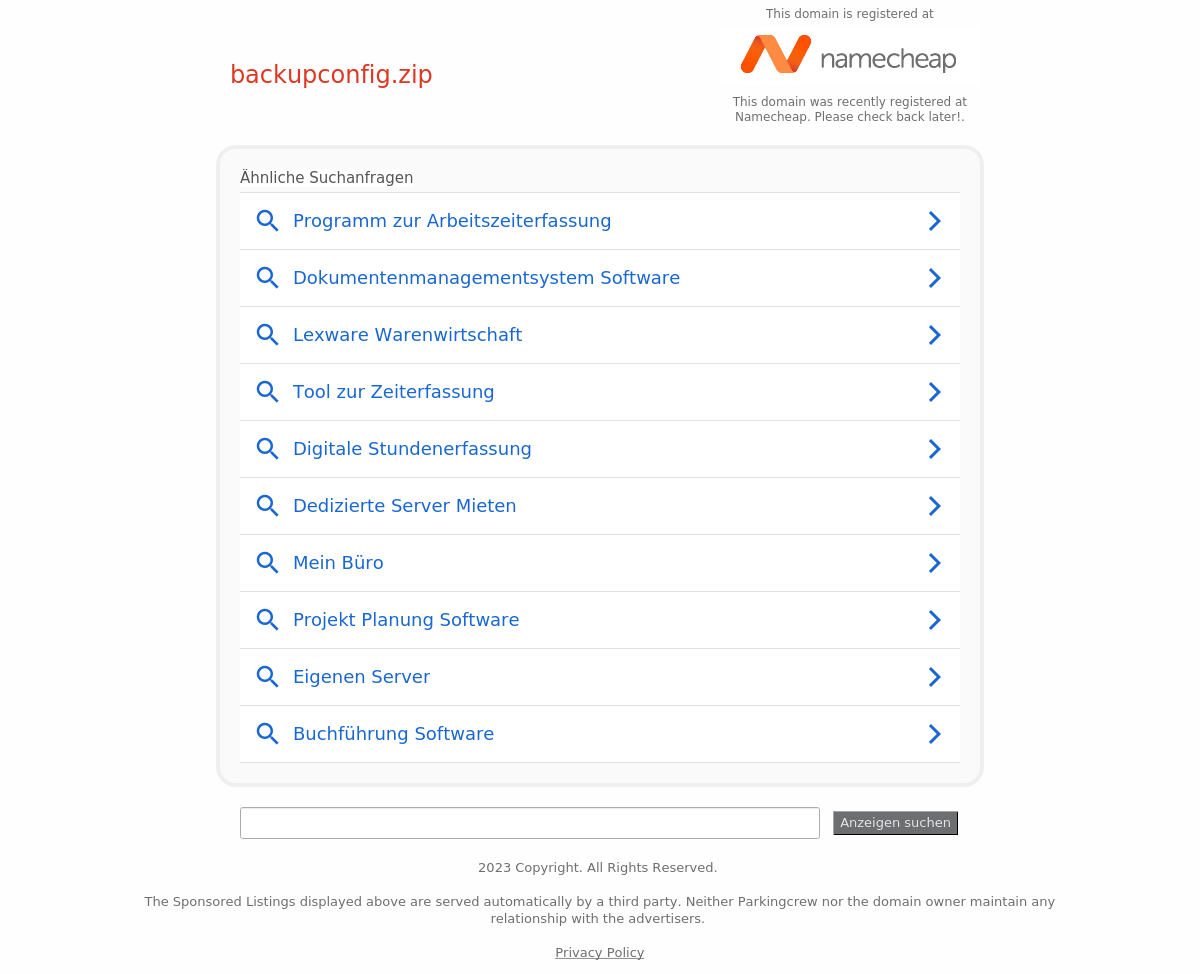 This domain is registered at
namecheap
backupconfig.zip
This domain was recently registered at
Namecheap. Please check back later!.
Ähnliche Suchanfragen
Programm zur Arbeitszeiterfassung
Dokumentenmanagementsystem Software
Lexware Warenwirtschaft
Tool zur Zeiterfassung
Digitale Stundenerfassung
Dedizierte Server Mieten
Mein Büro
Projekt Planung Software
Eigenen Server
Buchführung Software
Anzeigen suchen
2023 Copyright. All Rights Reserved.
The Sponsored Listings displayed above are served automatically by a third party. Neither Parkingcrew nor the domain owner maintain any
relationship with the advertisers.
Privacy Policy